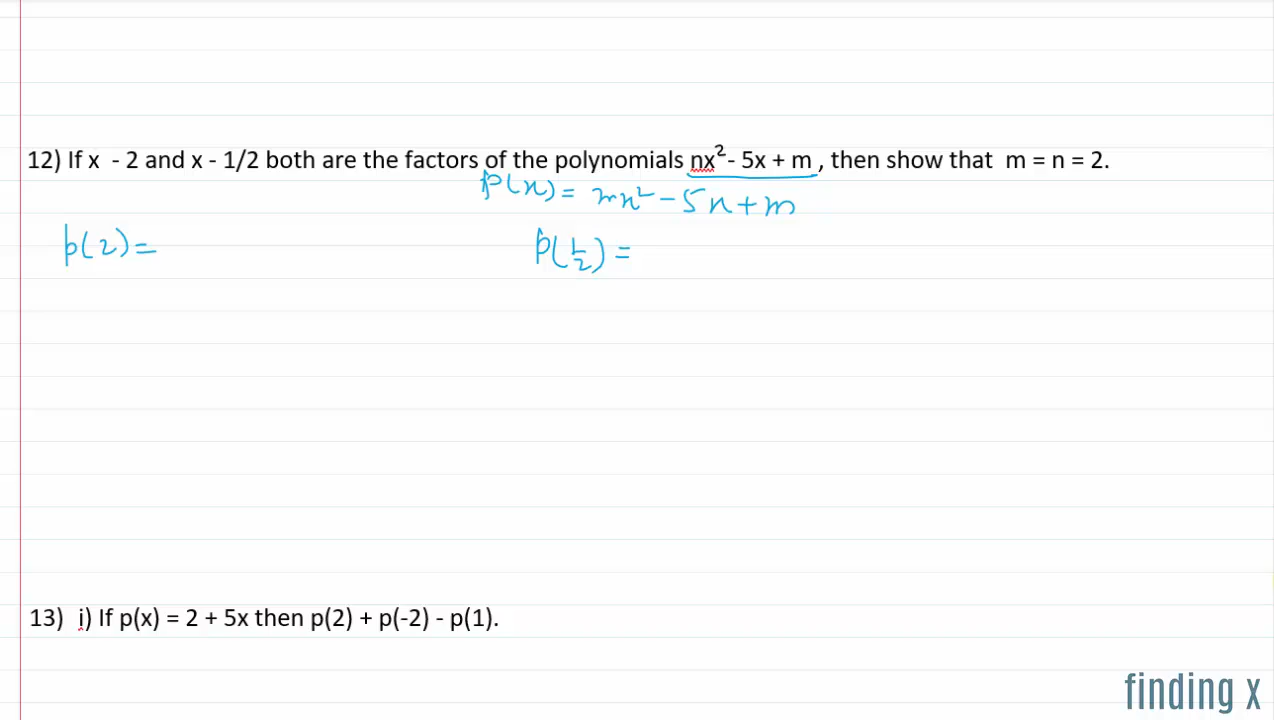 12) If x - 2 and x - 1/2 both are the factors of the polynomials nx² - 5x + m , then show that m = n = 2.
p(x) = mx² - 5x + m
p(2) = p(1/2) =
13) i) If p(x) = 2 + 5x then p(2) + p(-2) - p(1).
finding x